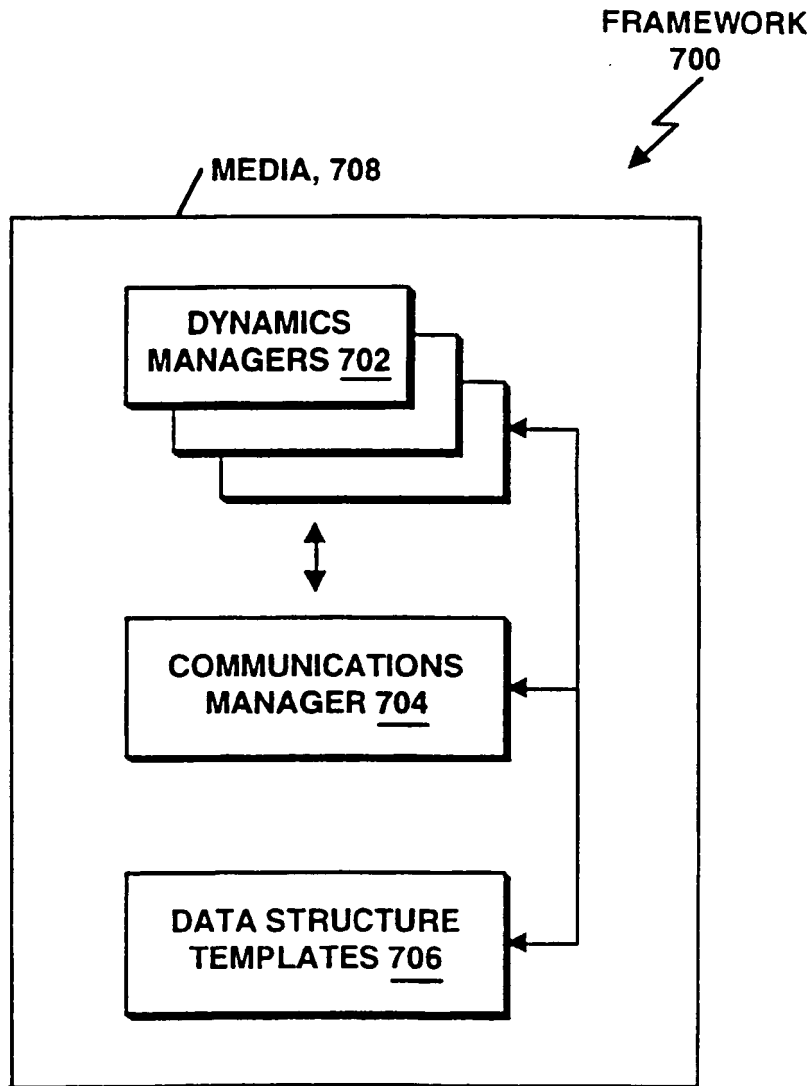 FRAMEWORK
700
MEDIA, 708
DYNAMICS
MANAGERS 702
COMMUNICATIONS
MANAGER 704
DATA STRUCTURE
TEMPLATES 706